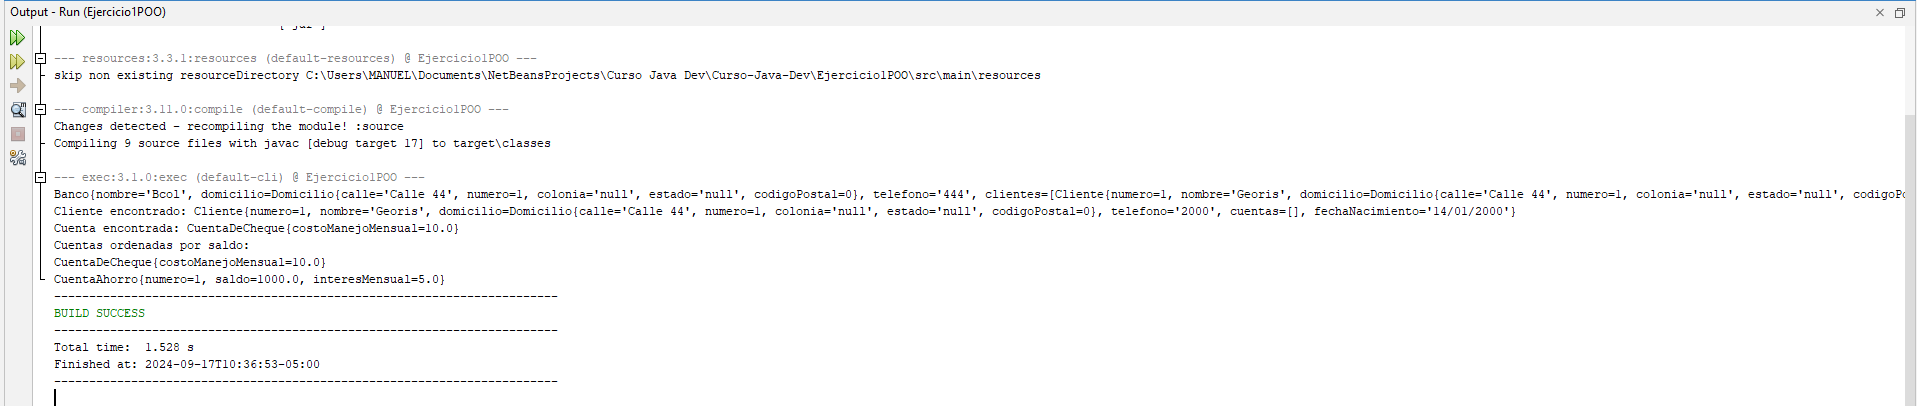 Output - Run (Ejercicio1POO)
--- resources:3.3.1:resources (default-resources) @ Ejercicio1POO ---
skip non existing resourceDirectory C:\Users\MANUEL\Documents\NetBeansProjects\Curso Java Dev\Curso-Java-Dev\Ejercicio1POO\src\main\resources
--- compiler:3.11.0:compile (default-compile) @ Ejercicio1POO ---
Changes detected - recompiling the module! :source
Compiling 9 source files with javac [debug target 17] to target\classes
--- exec:3.1.0:exec (default-cli) @ Ejercicio1POO ---
Banco{nombre='Bcol', domicilio=Domicilio{calle='Calle 44', numero=1, colonia='null', estado='null', codigoPostal=0}, telefono='444', clientes=[Cliente{numero=1, nombre='Georis', domicilio=Domicilio{calle='Calle 44', numero=1, colonia='null', estado='null', codigoPo
Cliente encontrado: Cliente{numero=1, nombre='Georis', domicilio=Domicilio{calle='Calle 44', numero=1, colonia='null', estado='null', codigoPostal=0}, telefono='2000', cuentas=[], fechaNacimiento='14/01/2000'}
Cuenta encontrada: CuentaDeCheque{costoManejoMensual=10.0}
Cuentas ordenadas por saldo:
CuentaDeCheque{costoManejoMensual=10.0}
CuentaAhorro{numero=1, saldo=1000.0, interesMensual=5.0}
------------------------------------------------------------------------
BUILD SUCCESS
------------------------------------------------------------------------
Total time:  1.528 s
Finished at: 2024-09-17T10:36:53-05:00
------------------------------------------------------------------------